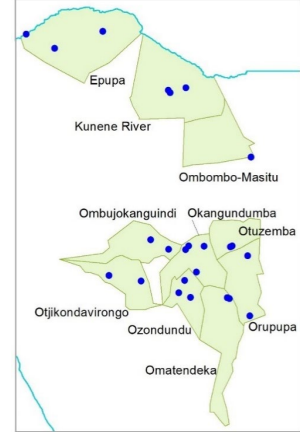 Epupa
Kunene River
Ombombo-Masitu
Ombujokanguindi
Okangundumba
Otuzemba
Otjikondavirongo
Ozondundu
Orupupa
Omatendeka